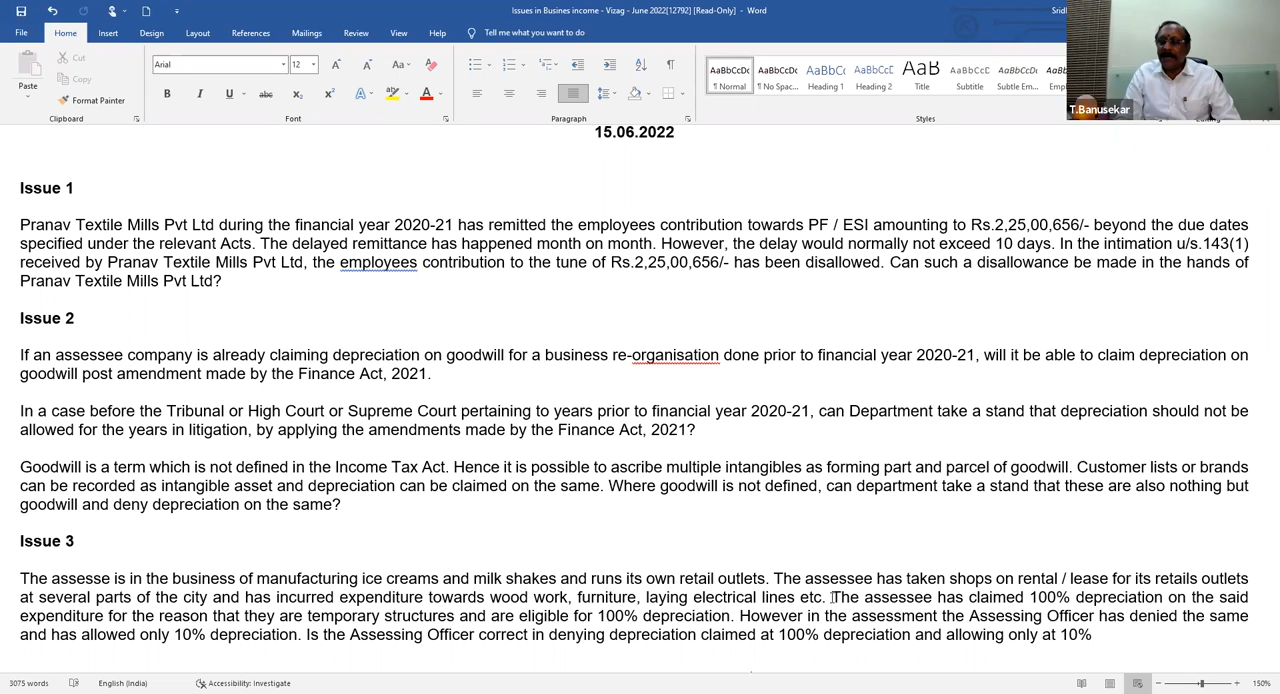 Issues in Busines income - Vizag - June 2022[12792] [Read-Only] - Word
Sridh
File Home Insert Design Layout References Mailings Review View Help Tell me what you want to do
Paste
Cut
Copy
Format Painter
Clipboard
Arial 12
Font
Paragraph
AaBbCcDc AaBbCcDc AaBbCc AaBbCcD AaB AaBbCcD AaBbCcDc
¶ Normal ¶ No Spac... Heading 1 Heading 2 Title Subtitle Subtle Em...
Styles
T.Banusekar
15.06.2022
Issue 1
Pranav Textile Mills Pvt Ltd during the financial year 2020-21 has remitted the employees contribution towards PF / ESI amounting to Rs.2,25,00,656/- beyond the due dates
specified under the relevant Acts. The delayed remittance has happened month on month. However, the delay would normally not exceed 10 days. In the intimation u/s.143(1)
received by Pranav Textile Mills Pvt Ltd, the employees contribution to the tune of Rs.2,25,00,656/- has been disallowed. Can such a disallowance be made in the hands of
Pranav Textile Mills Pvt Ltd?
Issue 2
If an assessee company is already claiming depreciation on goodwill for a business re-organisation done prior to financial year 2020-21, will it be able to claim depreciation on
goodwill post amendment made by the Finance Act, 2021.
In a case before the Tribunal or High Court or Supreme Court pertaining to years prior to financial year 2020-21, can Department take a stand that depreciation should not be
allowed for the years in litigation, by applying the amendments made by the Finance Act, 2021?
Goodwill is a term which is not defined in the Income Tax Act. Hence it is possible to ascribe multiple intangibles as forming part and parcel of goodwill. Customer lists or brands
can be recorded as intangible asset and depreciation can be claimed on the same. Where goodwill is not defined, can department take a stand that these are also nothing but
goodwill and deny depreciation on the same?
Issue 3
The assesse is in the business of manufacturing ice creams and milk shakes and runs its own retail outlets. The assessee has taken shops on rental / lease for its retails outlets
at several parts of the city and has incurred expenditure towards wood work, furniture, laying electrical lines etc. The assessee has claimed 100% depreciation on the said
expenditure for the reason that they are temporary structures and are eligible for 100% depreciation. However in the assessment the Assessing Officer has denied the same
and has allowed only 10% depreciation. Is the Assessing Officer correct in denying depreciation claimed at 100% depreciation and allowing only at 10%
3075 words English (India) Accessibility: Investigate 150%